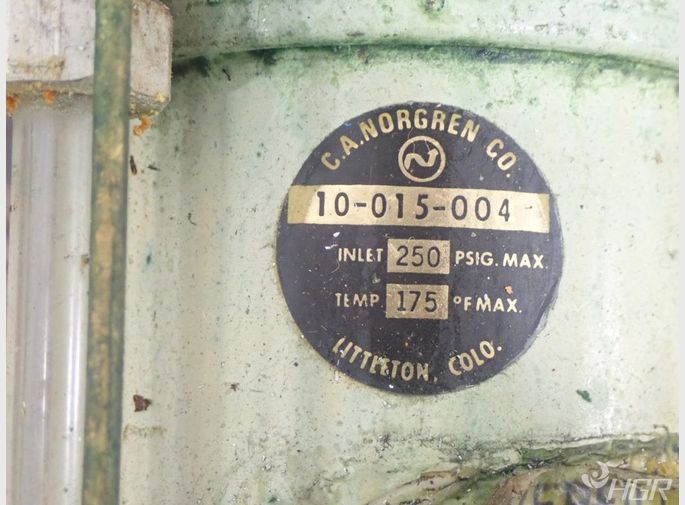 C.A. NORGREN CO.
10-015-004
INLET 250 PSIG. MAX.
TEMP. 175 °F MAX.
LITTLETON, COLO.
HGR